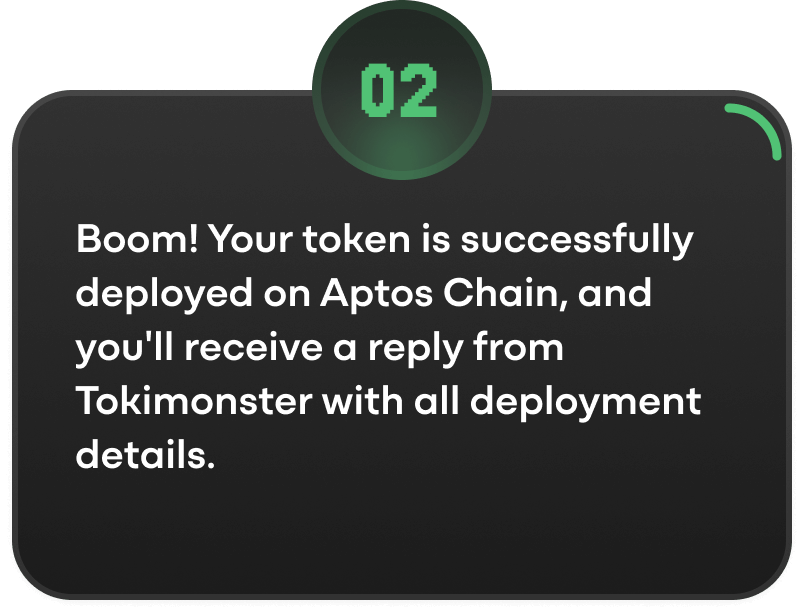 02
Boom! Your token is successfully
deployed on Aptos Chain, and
you'll receive a reply from
Tokimonster with all deployment
details.